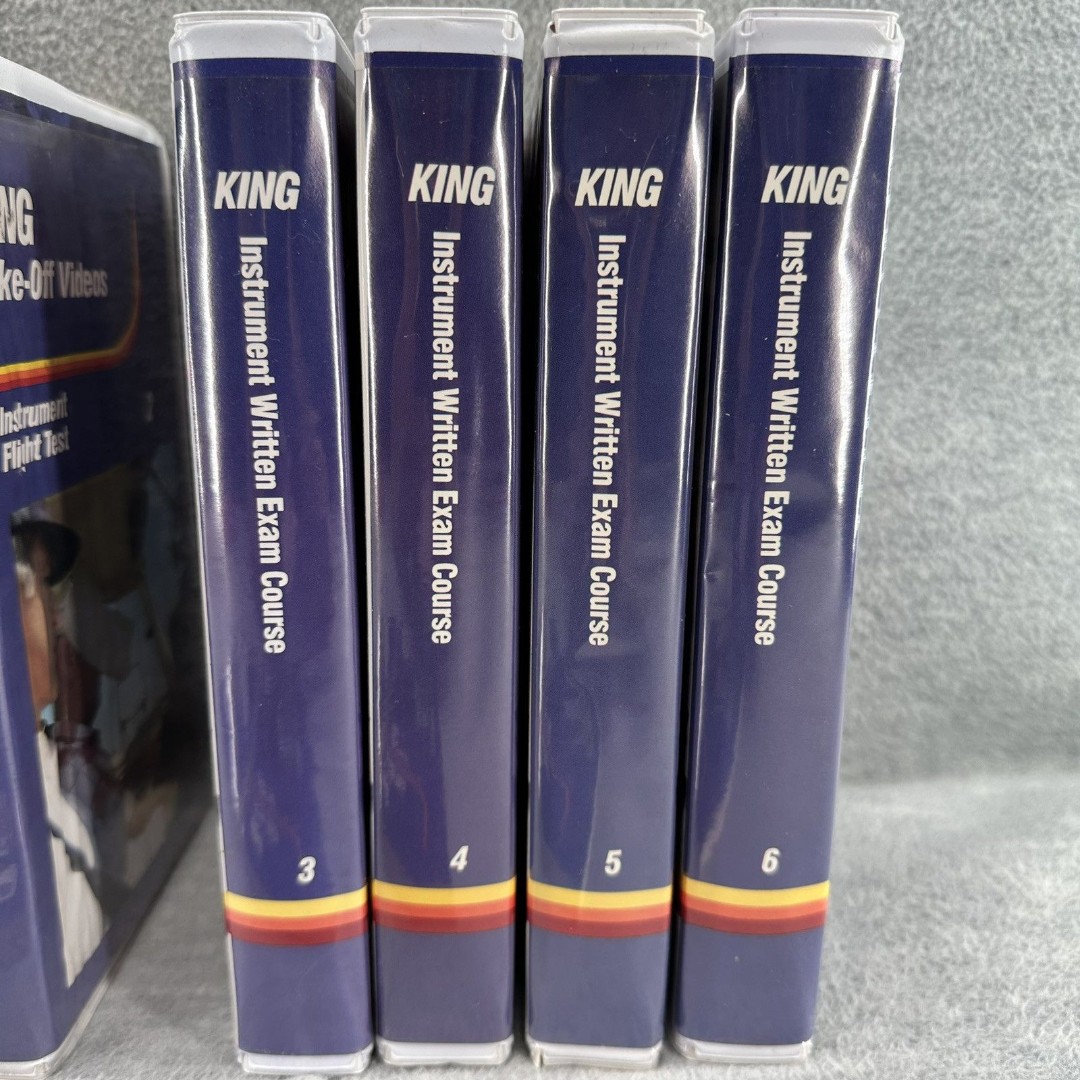 NG
ke-Off Videos
Instrument
Flight Test
KING
Instrument Written Exam Course
3
KING
Instrument Written Exam Course
4
KING
Instrument Written Exam Course
5
KING
Instrument Written Exam Course
6